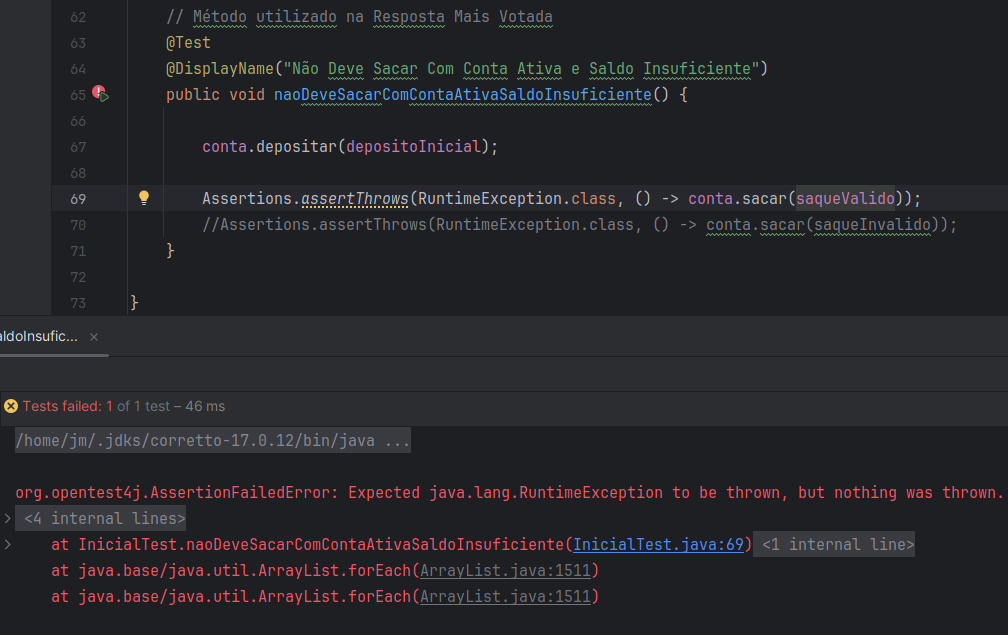 62 // Método utilizado na Resposta Mais Votada
63 @Test
64 @DisplayName("Não Deve Sacar Com Conta Ativa e Saldo Insuficiente")
65 public void naoDeveSacarComContaAtivaSaldoInsuficiente() {
66
67 conta.depositar(depositoInicial);
68
69 Assertions.assertThrows(RuntimeException.class, () -> conta.sacar(saqueValido));
70 //Assertions.assertThrows(RuntimeException.class, () -> conta.sacar(saqueInvalido));
71 }
72
73 }
aldoInsufic... ×
Tests failed: 1 of 1 test – 46 ms
/home/jm/.jdks/corretto-17.0.12/bin/java ...
org.opentest4j.AssertionFailedError: Expected java.lang.RuntimeException to be thrown, but nothing was thrown.
> <4 internal lines>
> at InicialTest.naoDeveSacarComContaAtivaSaldoInsuficiente(InicialTest.java:69) <1 internal line>
at java.base/java.util.ArrayList.forEach(ArrayList.java:1511)
at java.base/java.util.ArrayList.forEach(ArrayList.java:1511)